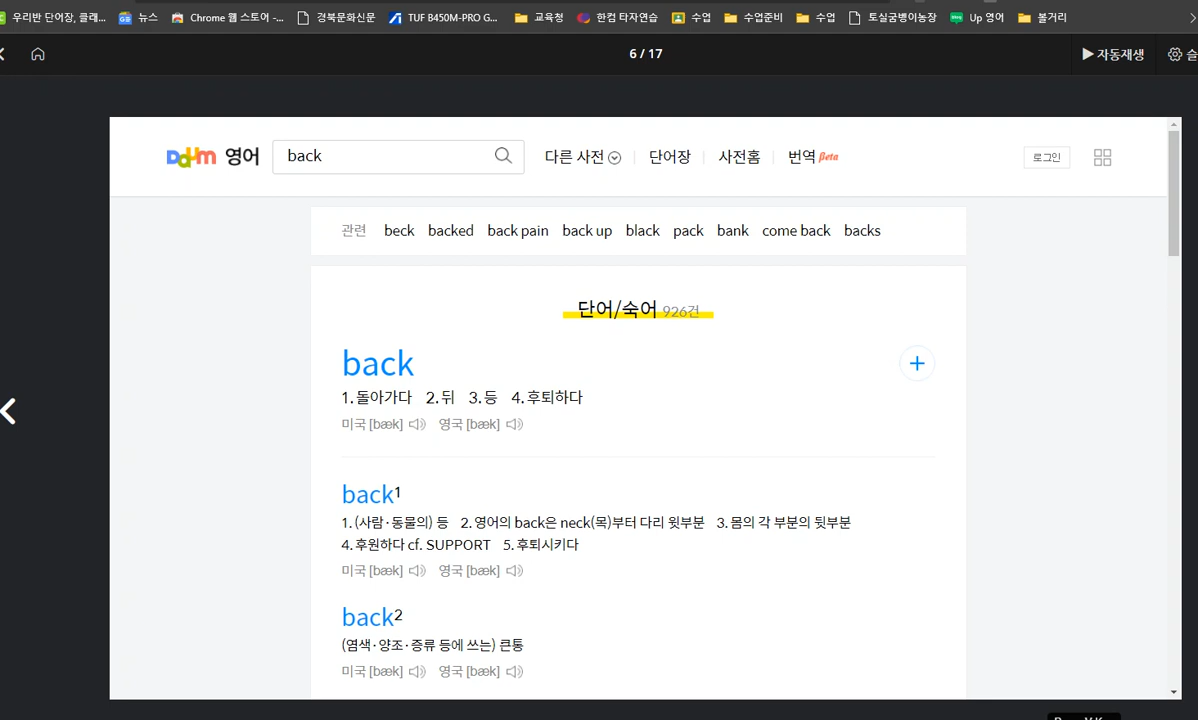 우리반 단어장, 클래... 뉴스 Chrome 웹 스토어 -... 경북문화신문 TUF B450M-PRO G... 교육청 한컴 타자연습 수업 수업준비 수업 토실굼벵이농장 Up 영어 볼거리
6 / 17 ▶자동재생
Daum 영어 back 다른 사전 단어장 사전홈 번역 Beta 로그인
관련 beck backed back pain back up black pack bank come back backs
단어/숙어 926건
back +
1.돌아가다 2.뒤 3.등 4.후퇴하다
미국 [bæk] 영국 [bæk]
back1
1.(사람·동물의) 등 2.영어의 back은 neck(목)부터 다리 윗부분 3.몸의 각 부분의 뒷부분
4.후원하다 cf. SUPPORT 5.후퇴시키다
미국 [bæk] 영국 [bæk]
back2
(염색·양조·증류 등에 쓰는) 큰통
미국 [bæk] 영국 [bæk]